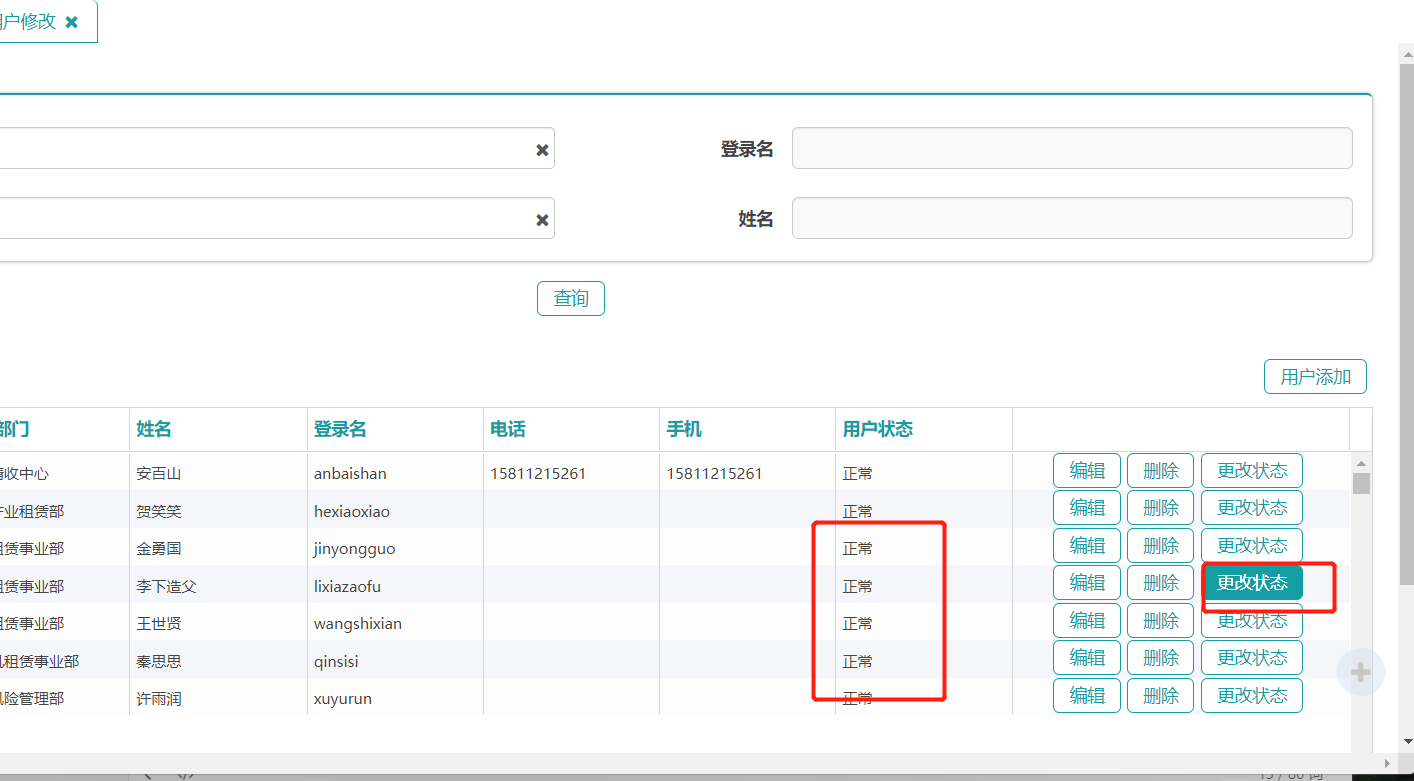 用户修改
登录名
姓名
查询
用户添加
部门 姓名 登录名 电话 手机 用户状态
收中心 安百山 anbaishan 15811215261 15811215261 正常 编辑 删除 更改状态
业租赁部 贺笑笑 hexiaoxiao 正常 编辑 删除 更改状态
赁事业部 金勇国 jinyongguo 正常 编辑 删除 更改状态
赁事业部 李下造父 lixiazaofu 正常 编辑 删除 更改状态
赁事业部 王世贤 wangshixian 正常 编辑 删除 更改状态
租赁事业部 秦思思 qinsisi 正常 编辑 删除 更改状态
险管理部 许雨润 xuyurun 正常 编辑 删除 更改状态